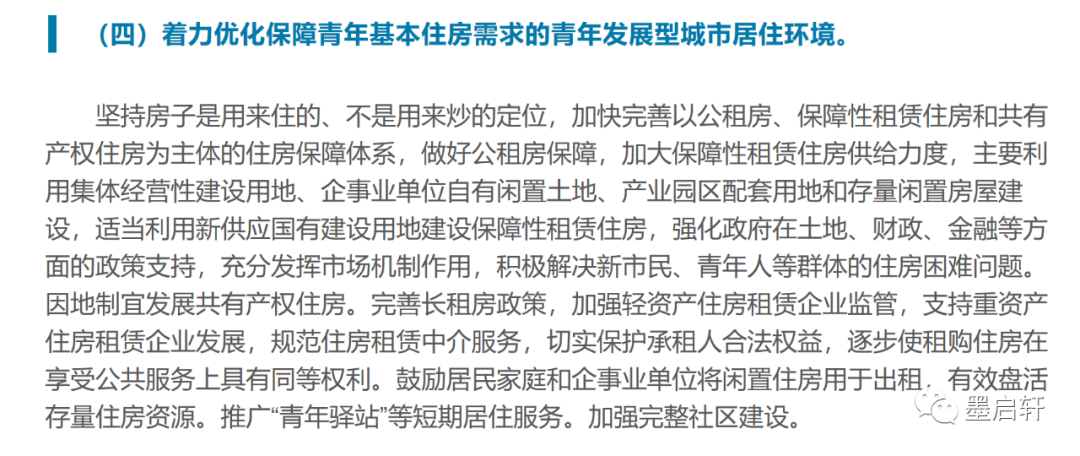 （四）着力优化保障青年基本住房需求的青年发展型城市居住环境。
坚持房子是用来住的、不是用来炒的定位，加快完善以公租房、保障性租赁住房和共有
产权住房为主体的住房保障体系，做好公租房保障，加大保障性租赁住房供给力度，主要利
用集体经营性建设用地、企事业单位自有闲置土地、产业园区配套用地和存量闲置房屋建
设，适当利用新供应国有建设用地建设保障性租赁住房，强化政府在土地、财政、金融等方
面的政策支持，充分发挥市场机制作用，积极解决新市民、青年人等群体的住房困难问题。
因地制宜发展共有产权住房。完善长租房政策，加强轻资产住房租赁企业监管，支持重资产
住房租赁企业发展，规范住房租赁中介服务，切实保护承租人合法权益，逐步使租购住房在
享受公共服务上具有同等权利。鼓励居民家庭和企事业单位将闲置住房用于出租，有效盘活
存量住房资源。推广“青年驿站”等短期居住服务。加强完整社区建设。
墨启轩